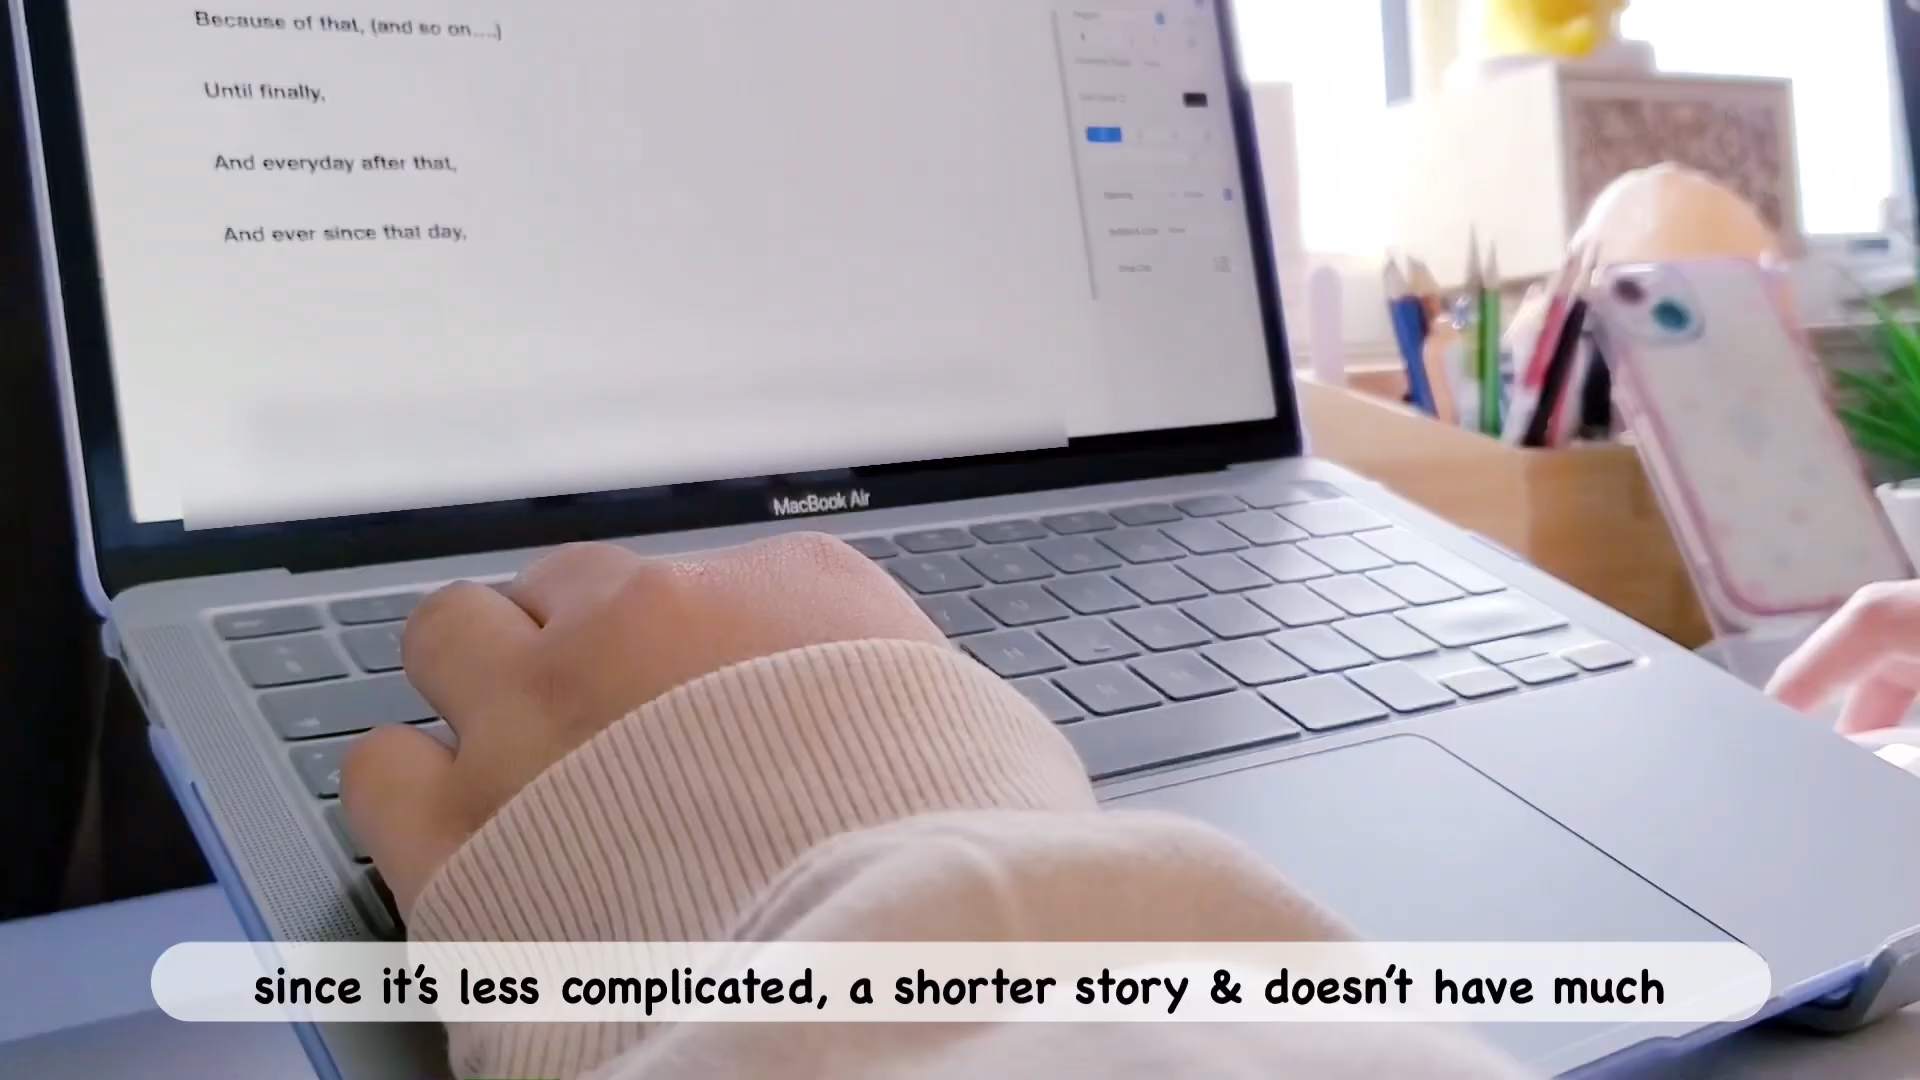 Because of that, (and so on....)
Until finally,
And everyday after that,
And ever since that day,
MacBook Air
since it's less complicated, a shorter story & doesn't have much